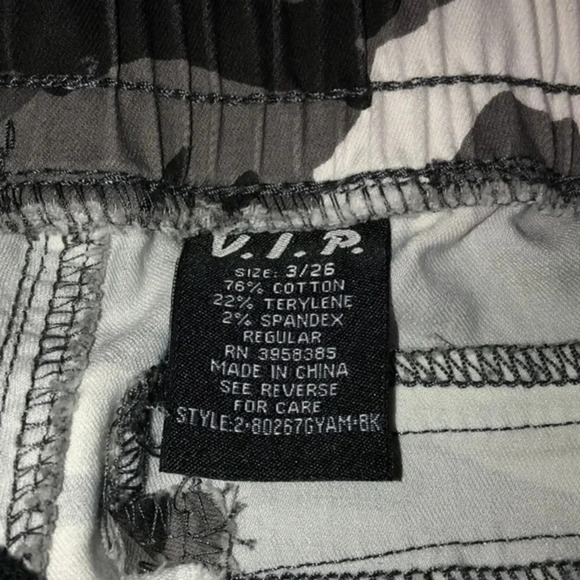 V.I.P.
SIZE: 3/26
76% COTTON
22% TERYLENE
2% SPANDEX
REGULAR
RN 3958385
MADE IN CHINA
SEE REVERSE
FOR CARE
STYLE:2-80267GYAM-BK